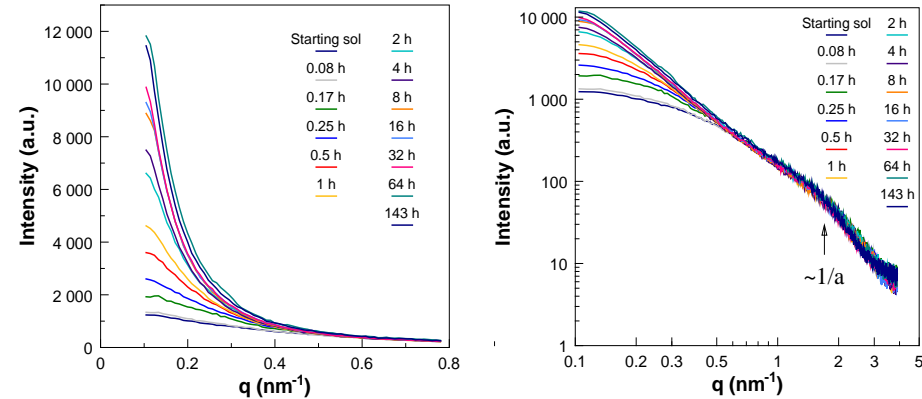 12 000
10 000
8 000
6 000
4 000
2 000
0
Intensity (a.u.)
0
0.2
0.4
0.6
0.8
q (nm-1)
Starting sol
2 h
0.08 h
4 h
0.17 h
8 h
0.25 h
16 h
0.5 h
32 h
1 h
64 h
143 h
10 000
1 000
100
10
1
Intensity (a.u.)
0.1
0.2
0.3
0.5
1
2
3
5
q (nm-1)
Starting sol
2 h
0.08 h
4 h
0.17 h
8 h
0.25 h
16 h
0.5 h
32 h
1 h
64 h
143 h
~1/a